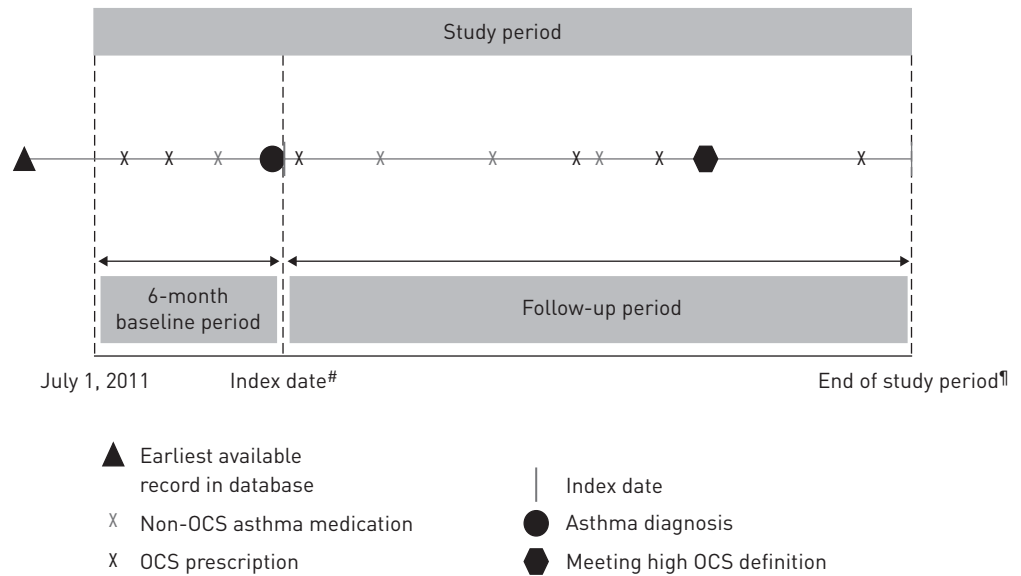 Study period
X X X X X X X X X X
6-month
baseline period
Follow-up period
July 1, 2011
Index date#
End of study period¶
Earliest available
record in database
X Non-OCS asthma medication
X OCS prescription
Index date
Asthma diagnosis
Meeting high OCS definition